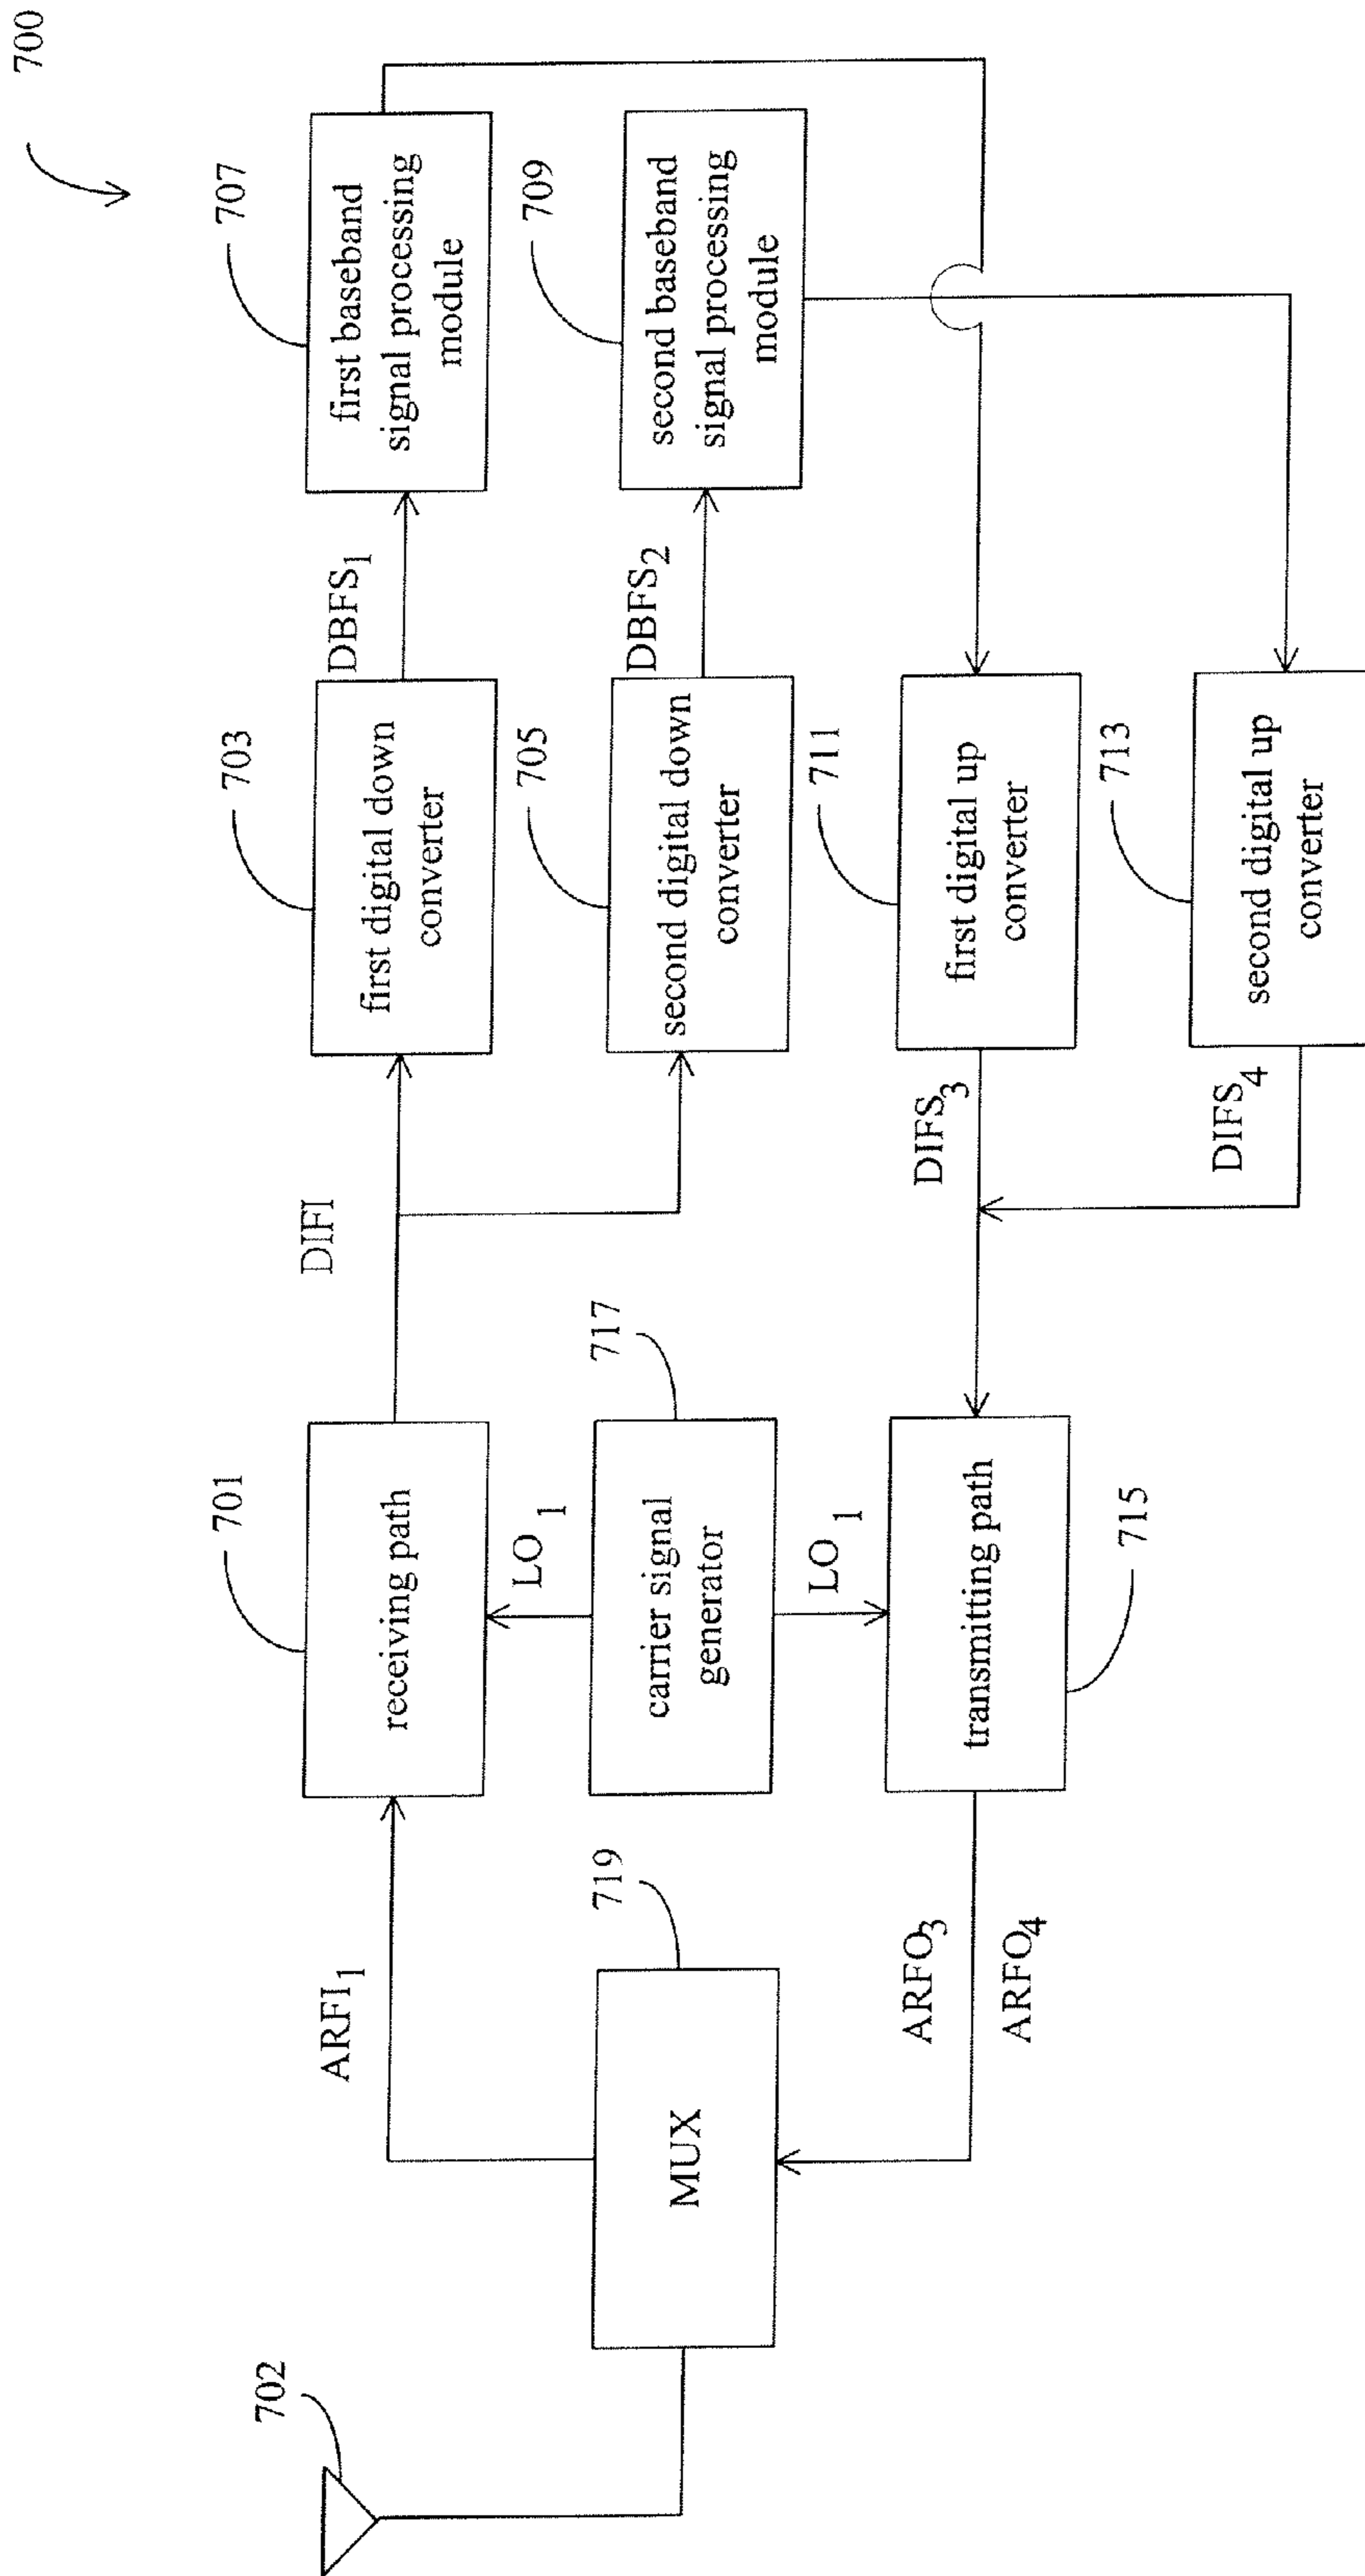 700
702
ARFI1
719
MUX
ARFO3
ARFO4
701
receiving path
LO1
717
carrier signal
generator
LO1
transmitting path
715
DIFI
703
first digital down
converter
705
second digital down
converter
711
first digital up
converter
713
second digital up
converter
DIFS3
DIFS4
DBFS1
DBFS2
707
first baseband
signal processing
module
709
second baseband
signal processing
module